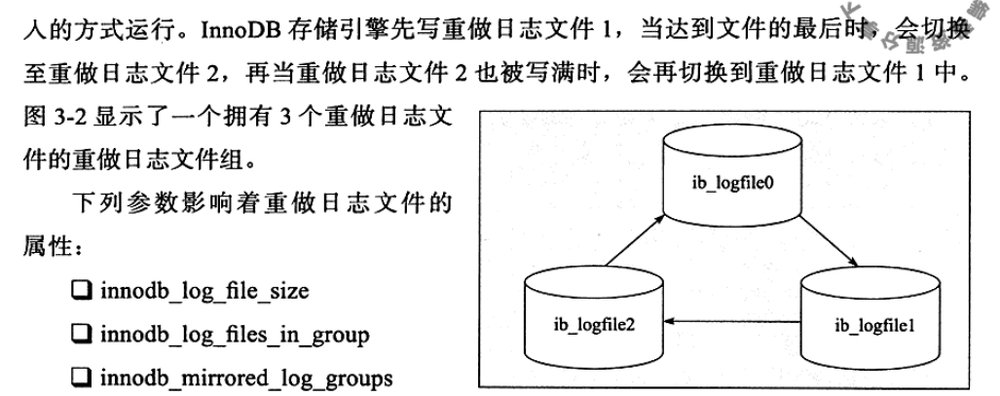 人的方式运行。InnoDB 存储引擎先写重做日志文件 1，当达到文件的最后时，会切换
至重做日志文件 2，再当重做日志文件 2 也被写满时，会再切换到重做日志文件 1 中。
图 3-2 显示了一个拥有 3 个重做日志文
件的重做日志文件组。
下列参数影响着重做日志文件的
属性：
❑ innodb_log_file_size
❑ innodb_log_files_in_group
❑ innodb_mirrored_log_groups
ib_logfile0
ib_logfile2
ib_logfile1